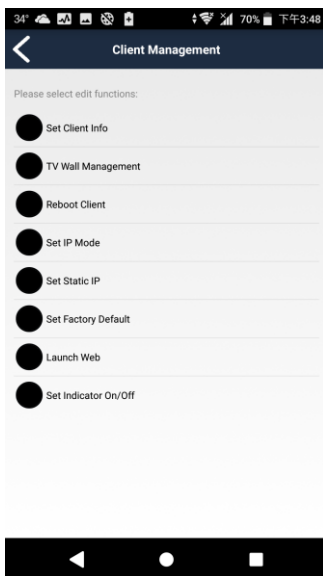 34° 70% 下午3:48
Client Management
Please select edit functions:
Set Client Info
TV Wall Management
Reboot Client
Set IP Mode
Set Static IP
Set Factory Default
Launch Web
Set Indicator On/Off